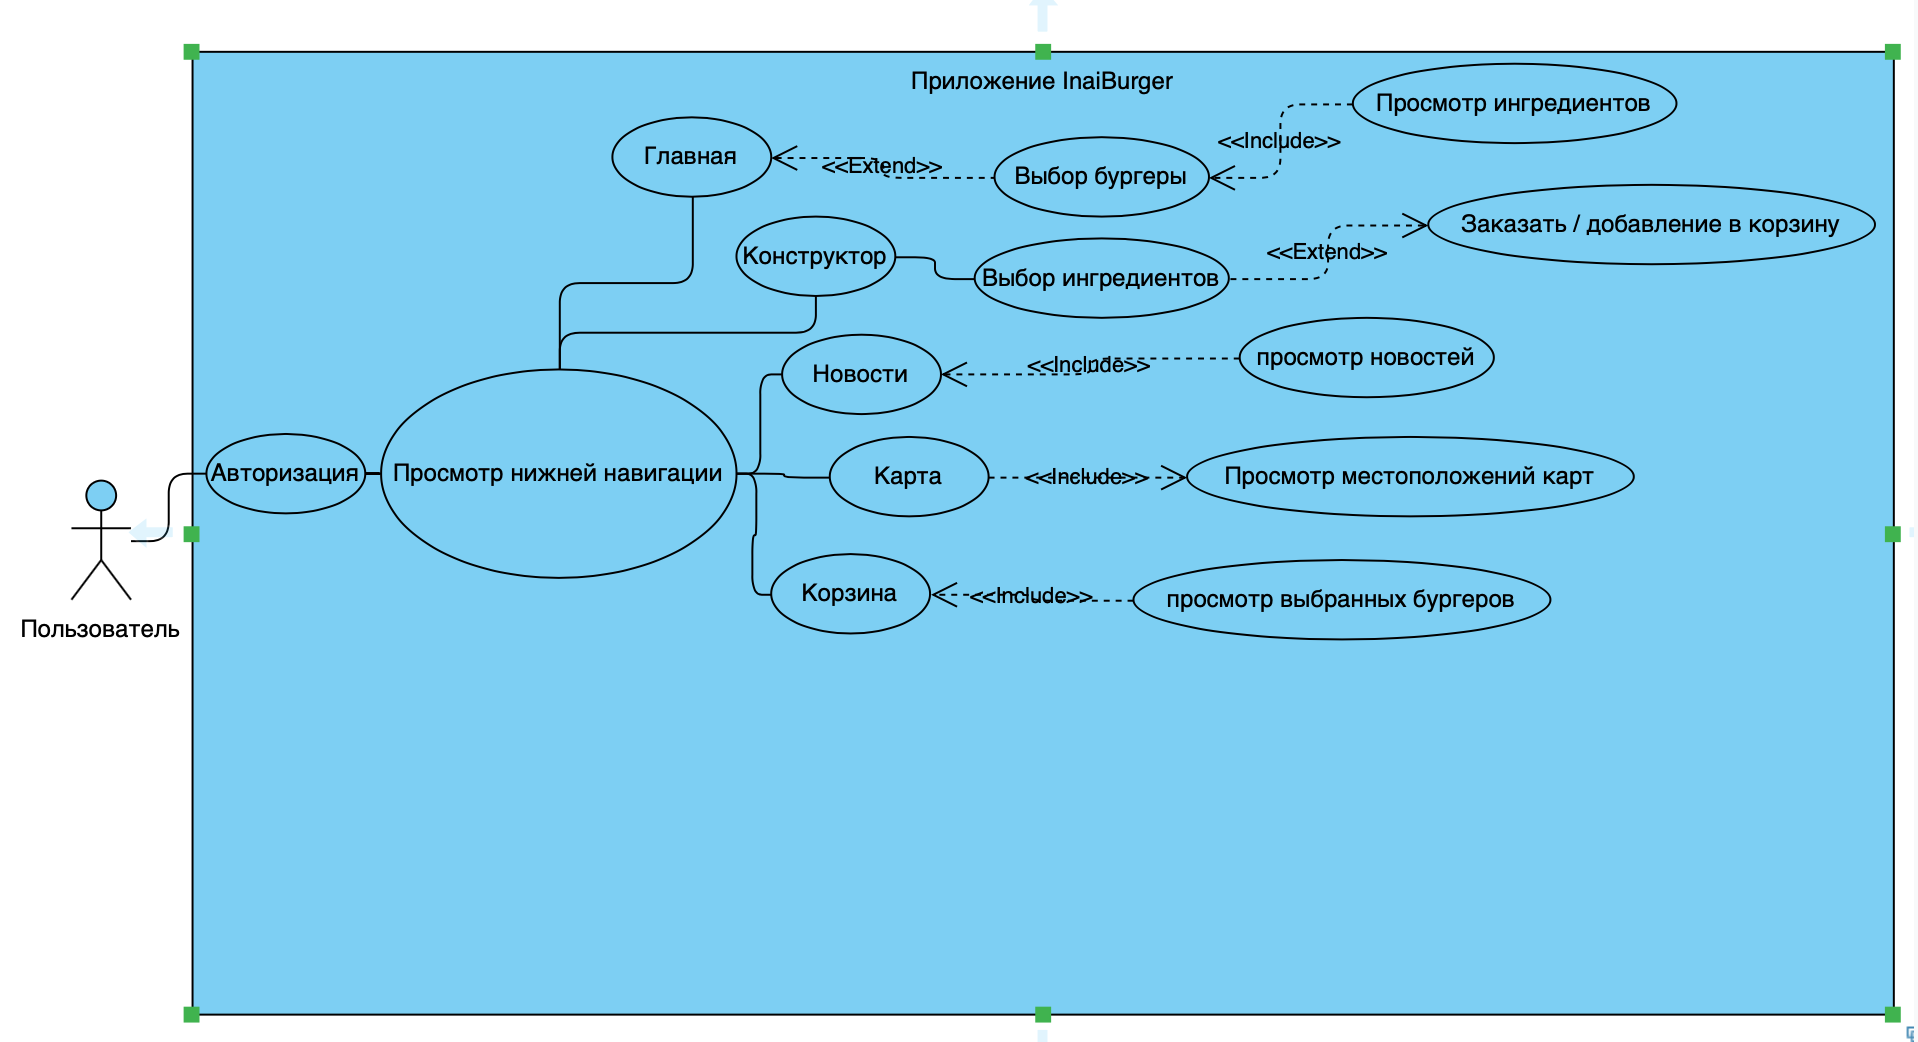 Приложение InaiBurger
Просмотр ингредиентов
<<Include>>
Главная
<<Extend>>
Выбор бургеры
Заказать / добавление в корзину
<<Extend>>
Конструктор
Выбор ингредиентов
Новости
<<Include>>
просмотр новостей
Авторизация
Просмотр нижней навигации
Карта
<<Include>>
Просмотр местоположений карт
Корзина
<<Include>>
просмотр выбранных бургеров
Пользователь